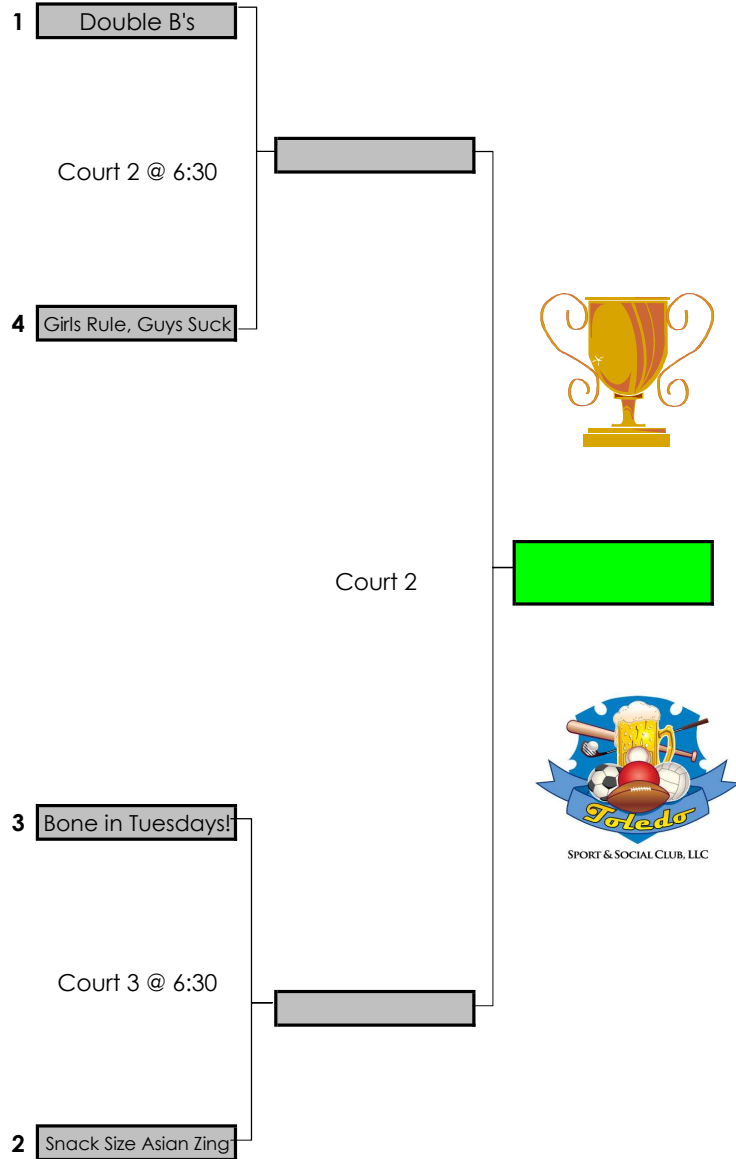 1 Double B's
Court 2 @ 6:30
4 Girls Rule, Guys Suck
Court 2
Toledo
SPORT & SOCIAL CLUB, LLC
3 Bone in Tuesdays!
Court 3 @ 6:30
2 Snack Size Asian Zing